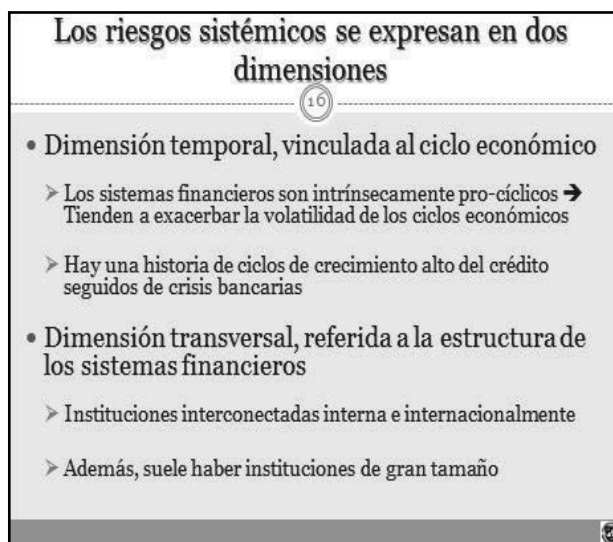 Los riesgos sistémicos se expresan en dos
dimensiones
16
• Dimensión temporal, vinculada al ciclo económico
➢ Los sistemas financieros son intrínsecamente pro-cíclicos ➔
Tienden a exacerbar la volatilidad de los ciclos económicos
➢ Hay una historia de ciclos de crecimiento alto del crédito
seguidos de crisis bancarias
• Dimensión transversal, referida a la estructura de
los sistemas financieros
➢ Instituciones interconectadas interna e internacionalmente
➢ Además, suele haber instituciones de gran tamaño